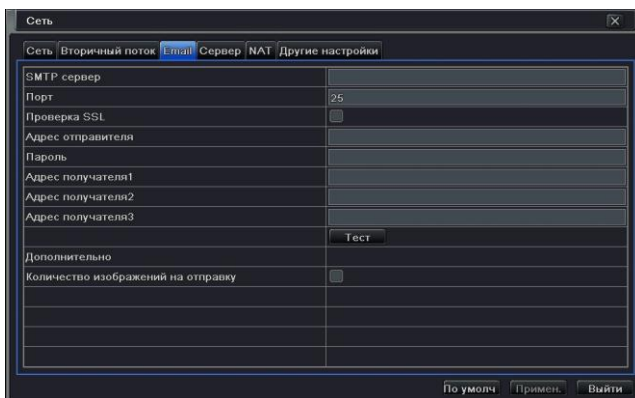 Сеть
Сеть Вторичный поток Email Сервер NAT Другие настройки
SMTP сервер
Порт 25
Проверка SSL
Адрес отправителя
Пароль
Адрес получателя1
Адрес получателя2
Адрес получателя3
Тест
Дополнительно
Количество изображений на отправку
По умолч Примен. Выйти